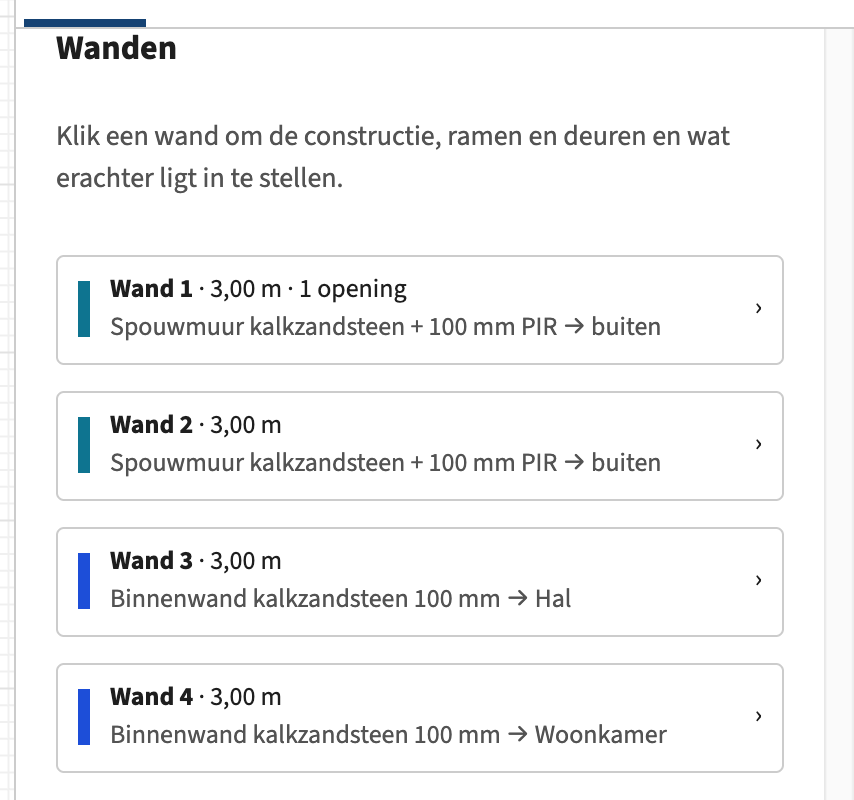 Wanden
Klik een wand om de constructie, ramen en deuren en wat
erachter ligt in te stellen.
Wand 1 · 3,00 m · 1 opening
Spouwmuur kalkzandsteen + 100 mm PIR → buiten
›
Wand 2 · 3,00 m
Spouwmuur kalkzandsteen + 100 mm PIR → buiten
›
Wand 3 · 3,00 m
Binnenwand kalkzandsteen 100 mm → Hal
›
Wand 4 · 3,00 m
Binnenwand kalkzandsteen 100 mm → Woonkamer
›